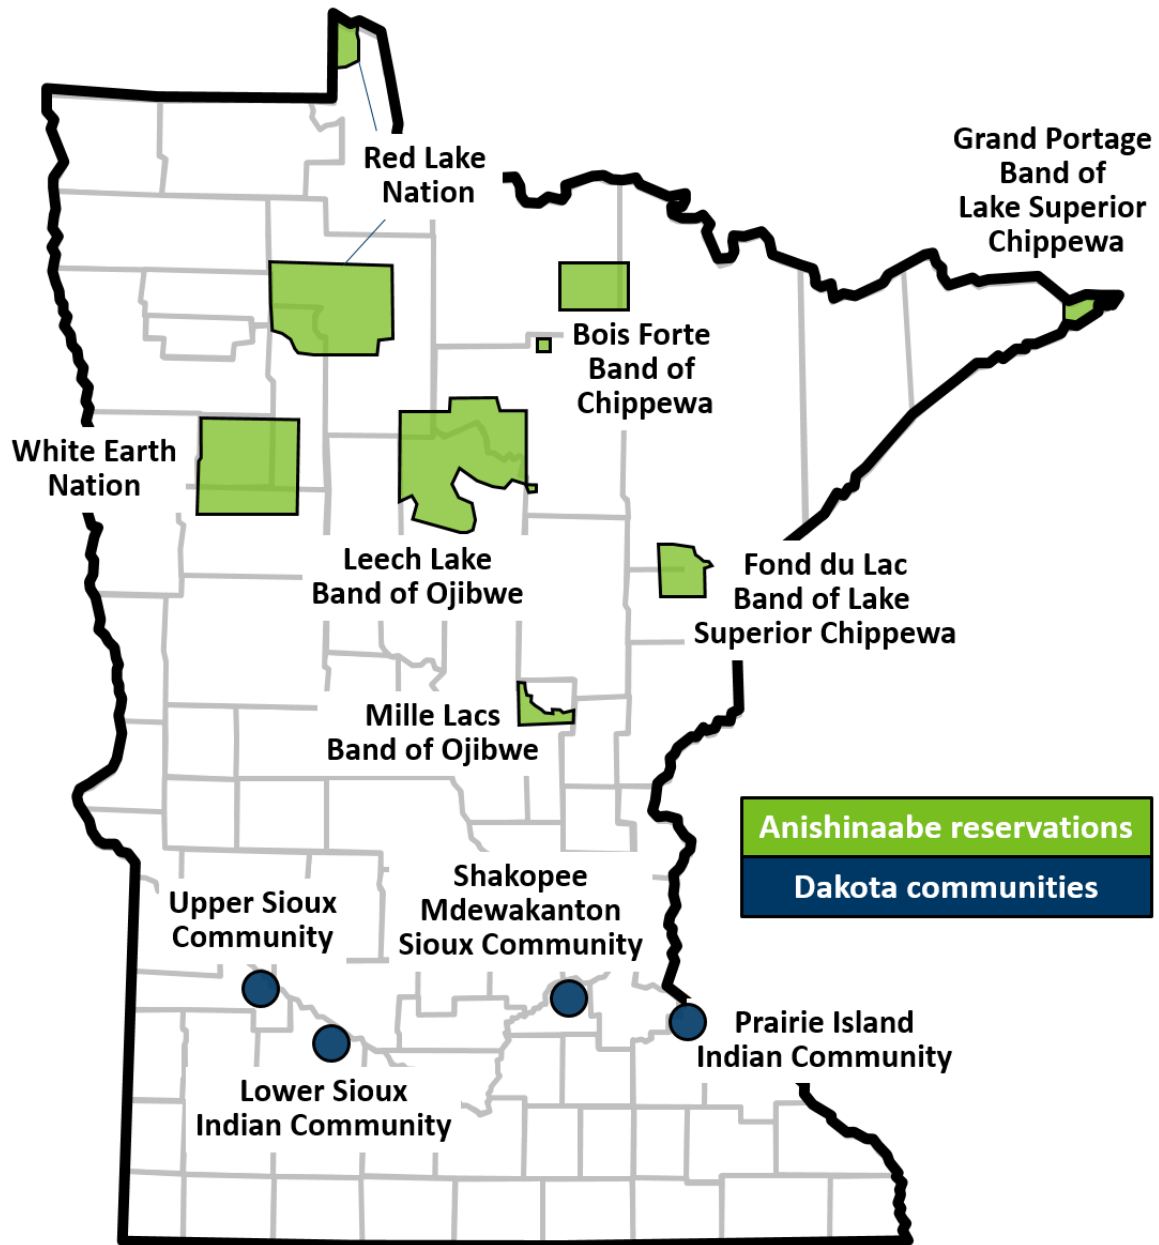 Red Lake
Nation
Grand Portage
Band of
Lake Superior
Chippewa
Bois Forte
Band of
Chippewa
White Earth
Nation
Leech Lake
Band of Ojibwe
Fond du Lac
Band of Lake
Superior Chippewa
Mille Lacs
Band of Ojibwe
Anishinaabe reservations
Dakota communities
Upper Sioux
Community
Shakopee
Mdewakanton
Sioux Community
Prairie Island
Indian Community
Lower Sioux
Indian Community